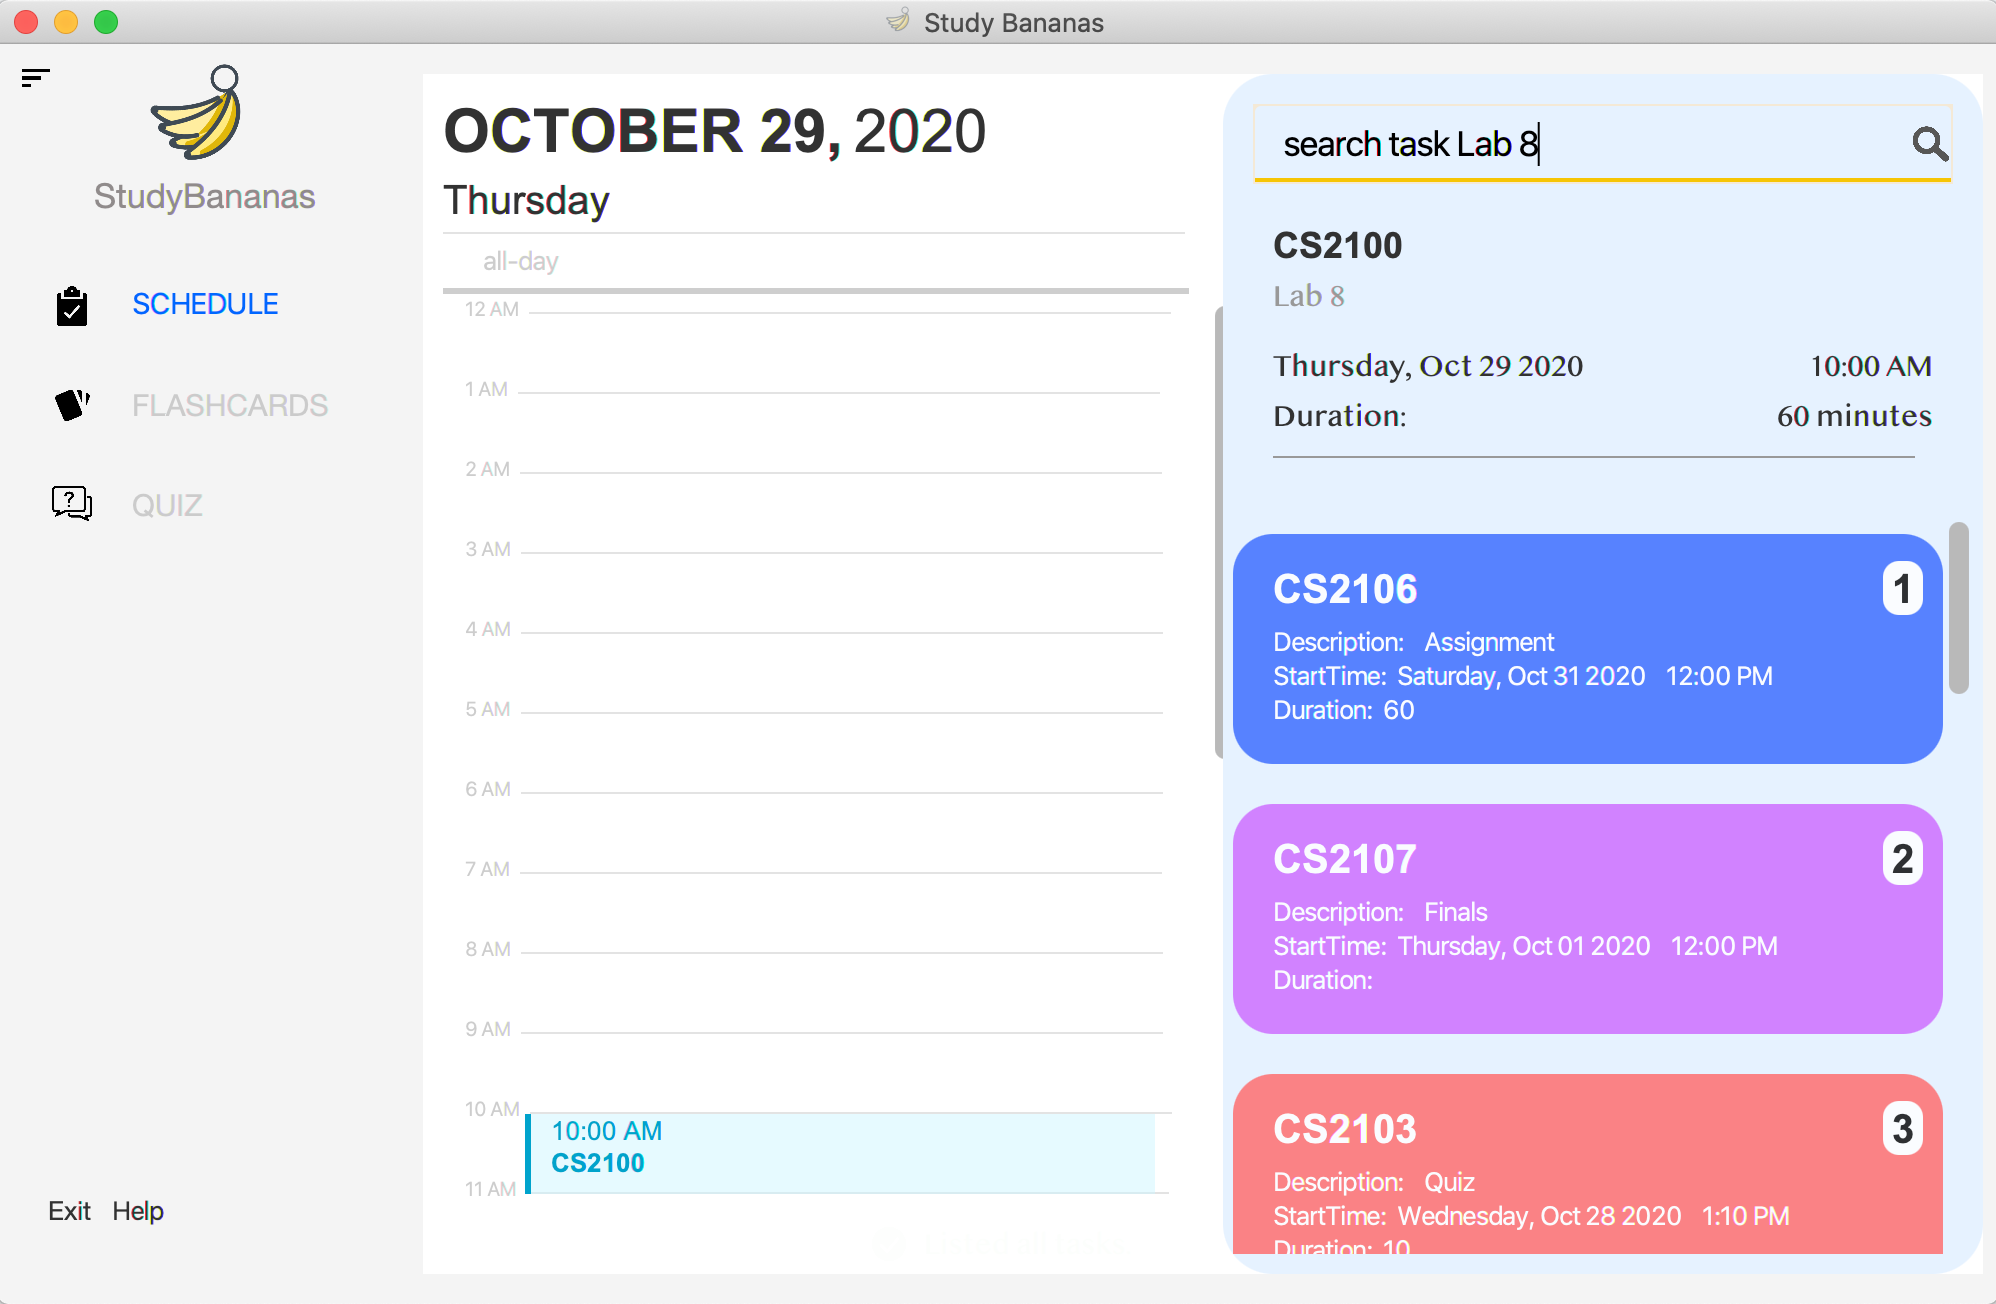 Study Bananas
StudyBananas
SCHEDULE
FLASHCARDS
QUIZ
Exit Help
OCTOBER 29, 2020
Thursday
all-day
12 AM
1 AM
2 AM
3 AM
4 AM
5 AM
6 AM
7 AM
8 AM
9 AM
10 AM
10:00 AM
CS2100
11 AM
search task Lab 8
CS2100
Lab 8
Thursday, Oct 29 2020 10:00 AM
Duration: 60 minutes
CS2106 1
Description: Assignment
StartTime: Saturday, Oct 31 2020 12:00 PM
Duration: 60
CS2107 2
Description: Finals
StartTime: Thursday, Oct 01 2020 12:00 PM
Duration:
CS2103 3
Description: Quiz
StartTime: Wednesday, Oct 28 2020 1:10 PM
Duration: 10